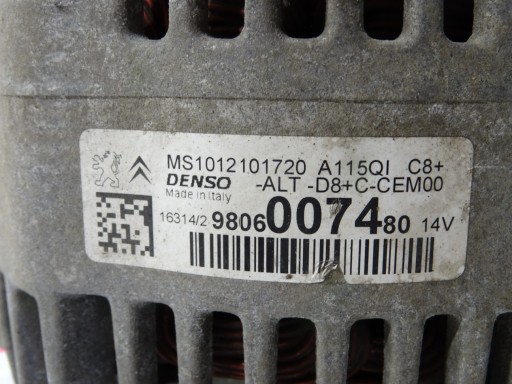 MS1012101720 A115QI C8+
DENSO -ALT -D8+C-CEM00
Made in Italy
16314/2 9806007480 14V